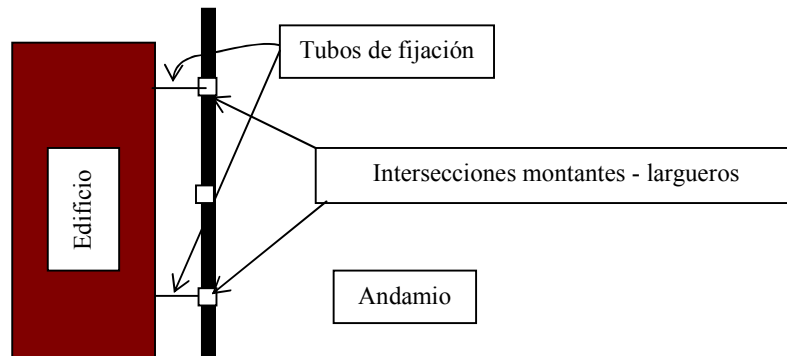 Tubos de fijación
Intersecciones montantes - largueros
Edificio
Andamio